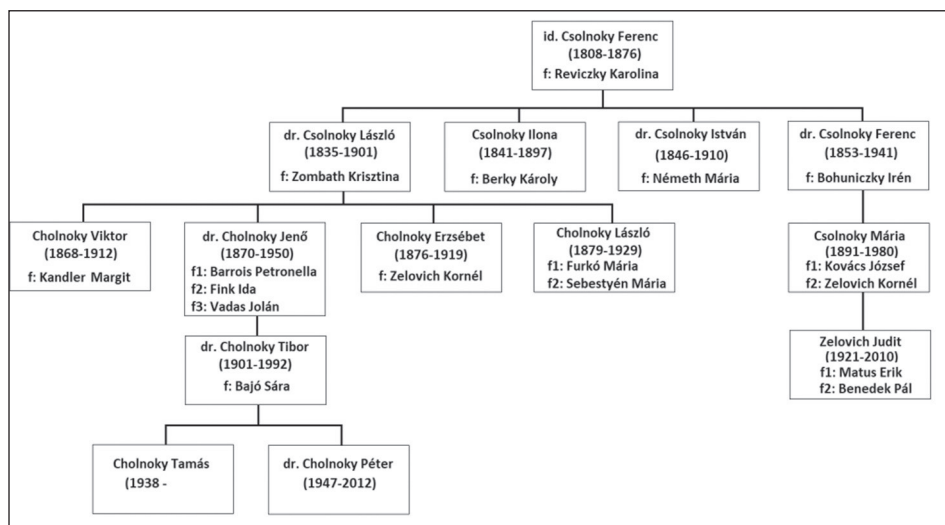 id. Csolnoky Ferenc
(1808-1876)
f: Reviczky Karolina
dr. Csolnoky László
(1835-1901)
f: Zombath Krisztina
Csolnoky Ilona
(1841-1897)
f: Berky Károly
dr. Csolnoky István
(1846-1910)
f: Németh Mária
dr. Csolnoky Ferenc
(1853-1941)
f: Bohuniczky Irén
Cholnoky Viktor
(1868-1912)
f: Kandler Margit
dr. Cholnoky Jenő
(1870-1950)
f1: Barrois Petronella
f2: Fink Ida
f3: Vadas Jolán
Cholnoky Erzsébet
(1876-1919)
f: Zelovich Kornél
Cholnoky László
(1879-1929)
f1: Furkó Mária
f2: Sebestyén Mária
Csolnoky Mária
(1891-1980)
f1: Kovács József
f2: Zelovich Kornél
dr. Cholnoky Tibor
(1901-1992)
f: Bajó Sára
Zelovich Judit
(1921-2010)
f1: Matus Erik
f2: Benedek Pál
Cholnoky Tamás
(1938 -
dr. Cholnoky Péter
(1947-2012)